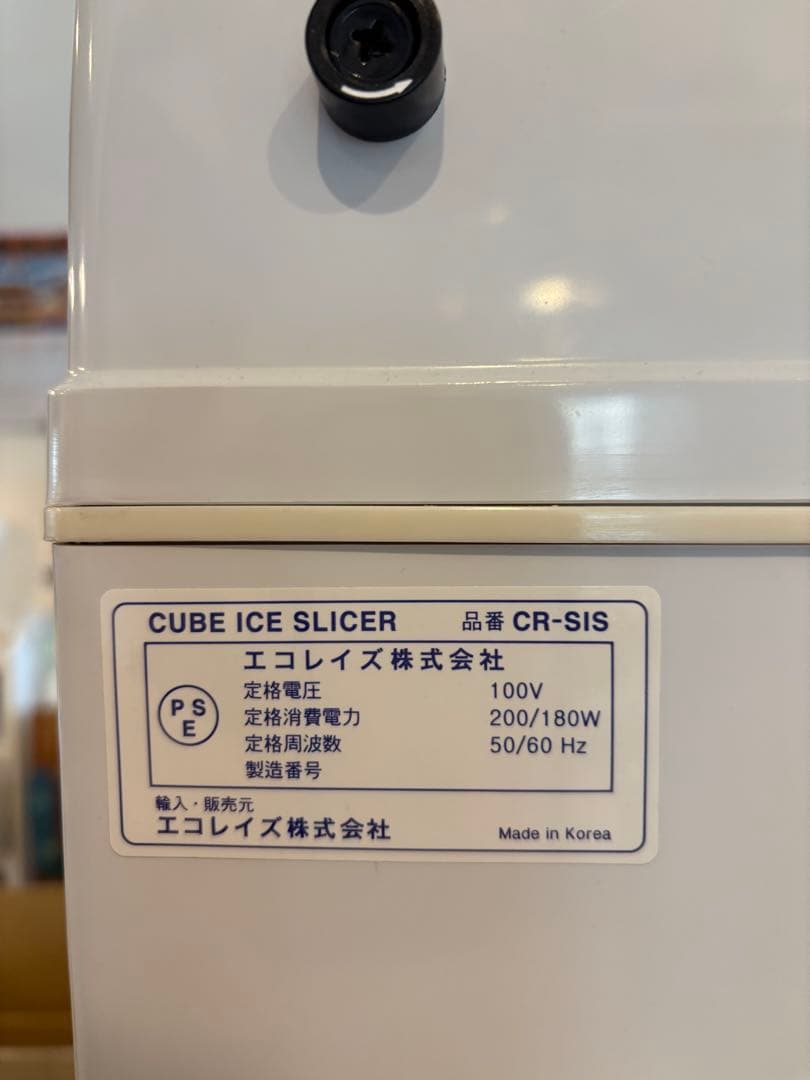 CUBE ICE SLICER 品番 CR-SIS
エコレイズ株式会社
PSE
定格電圧 100V
定格消費電力 200/180W
定格周波数 50/60 Hz
製造番号
輸入・販売元
エコレイズ株式会社 Made in Korea